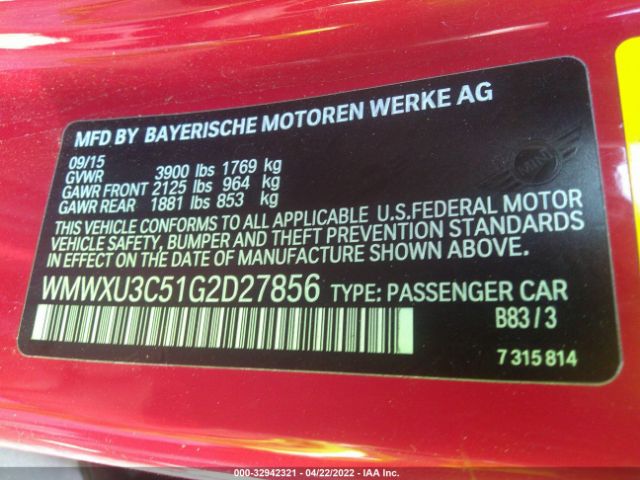 MFD BY BAYERISCHE MOTOREN WERKE AG
09/15
GVWR 3900 lbs 1769 kg
GAWR FRONT 2125 lbs 964 kg
GAWR REAR 1881 lbs 853 kg
MINI
THIS VEHICLE CONFORMS TO ALL APPLICABLE U.S.FEDERAL MOTOR
VEHICLE SAFETY, BUMPER AND THEFT PREVENTION STANDARDS
IN EFFECT ON THE DATE OF MANUFACTURE SHOWN ABOVE.
WMWXU3C51G2D27856 TYPE: PASSENGER CAR
B83/3
7 315 814
000-32942321 - 04/22/2022 - IAA Inc.